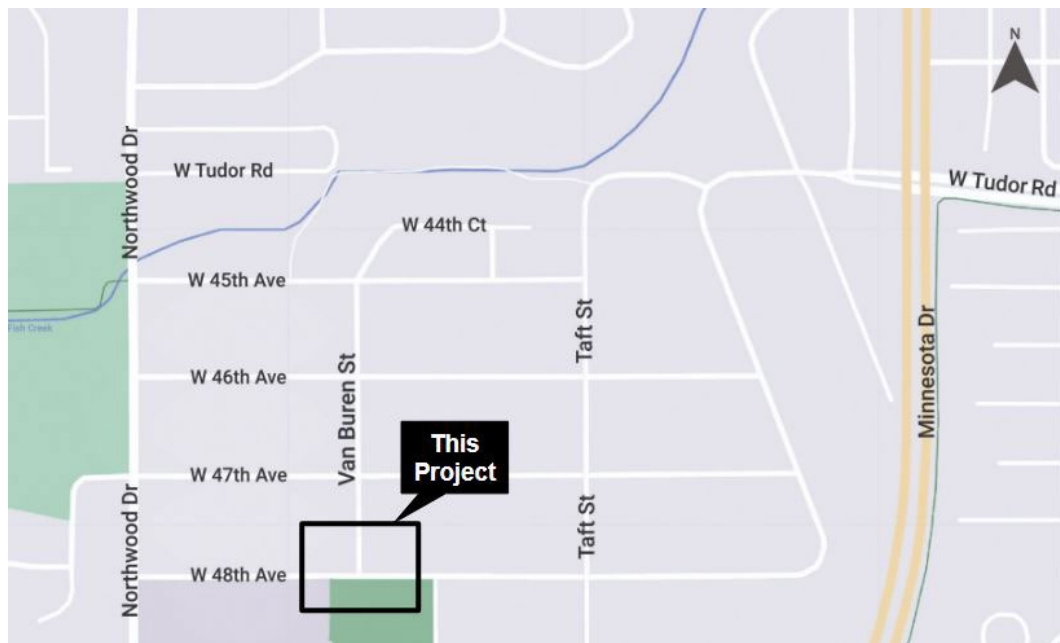 N
W Tudor Rd
W Tudor Rd
Northwood Dr
W 44th Ct
W 45th Ave
Fish Creek
Taft St
Minnesota Dr
W 46th Ave
Van Buren St
This
Project
W 47th Ave
Northwood Dr
Taft St
W 48th Ave